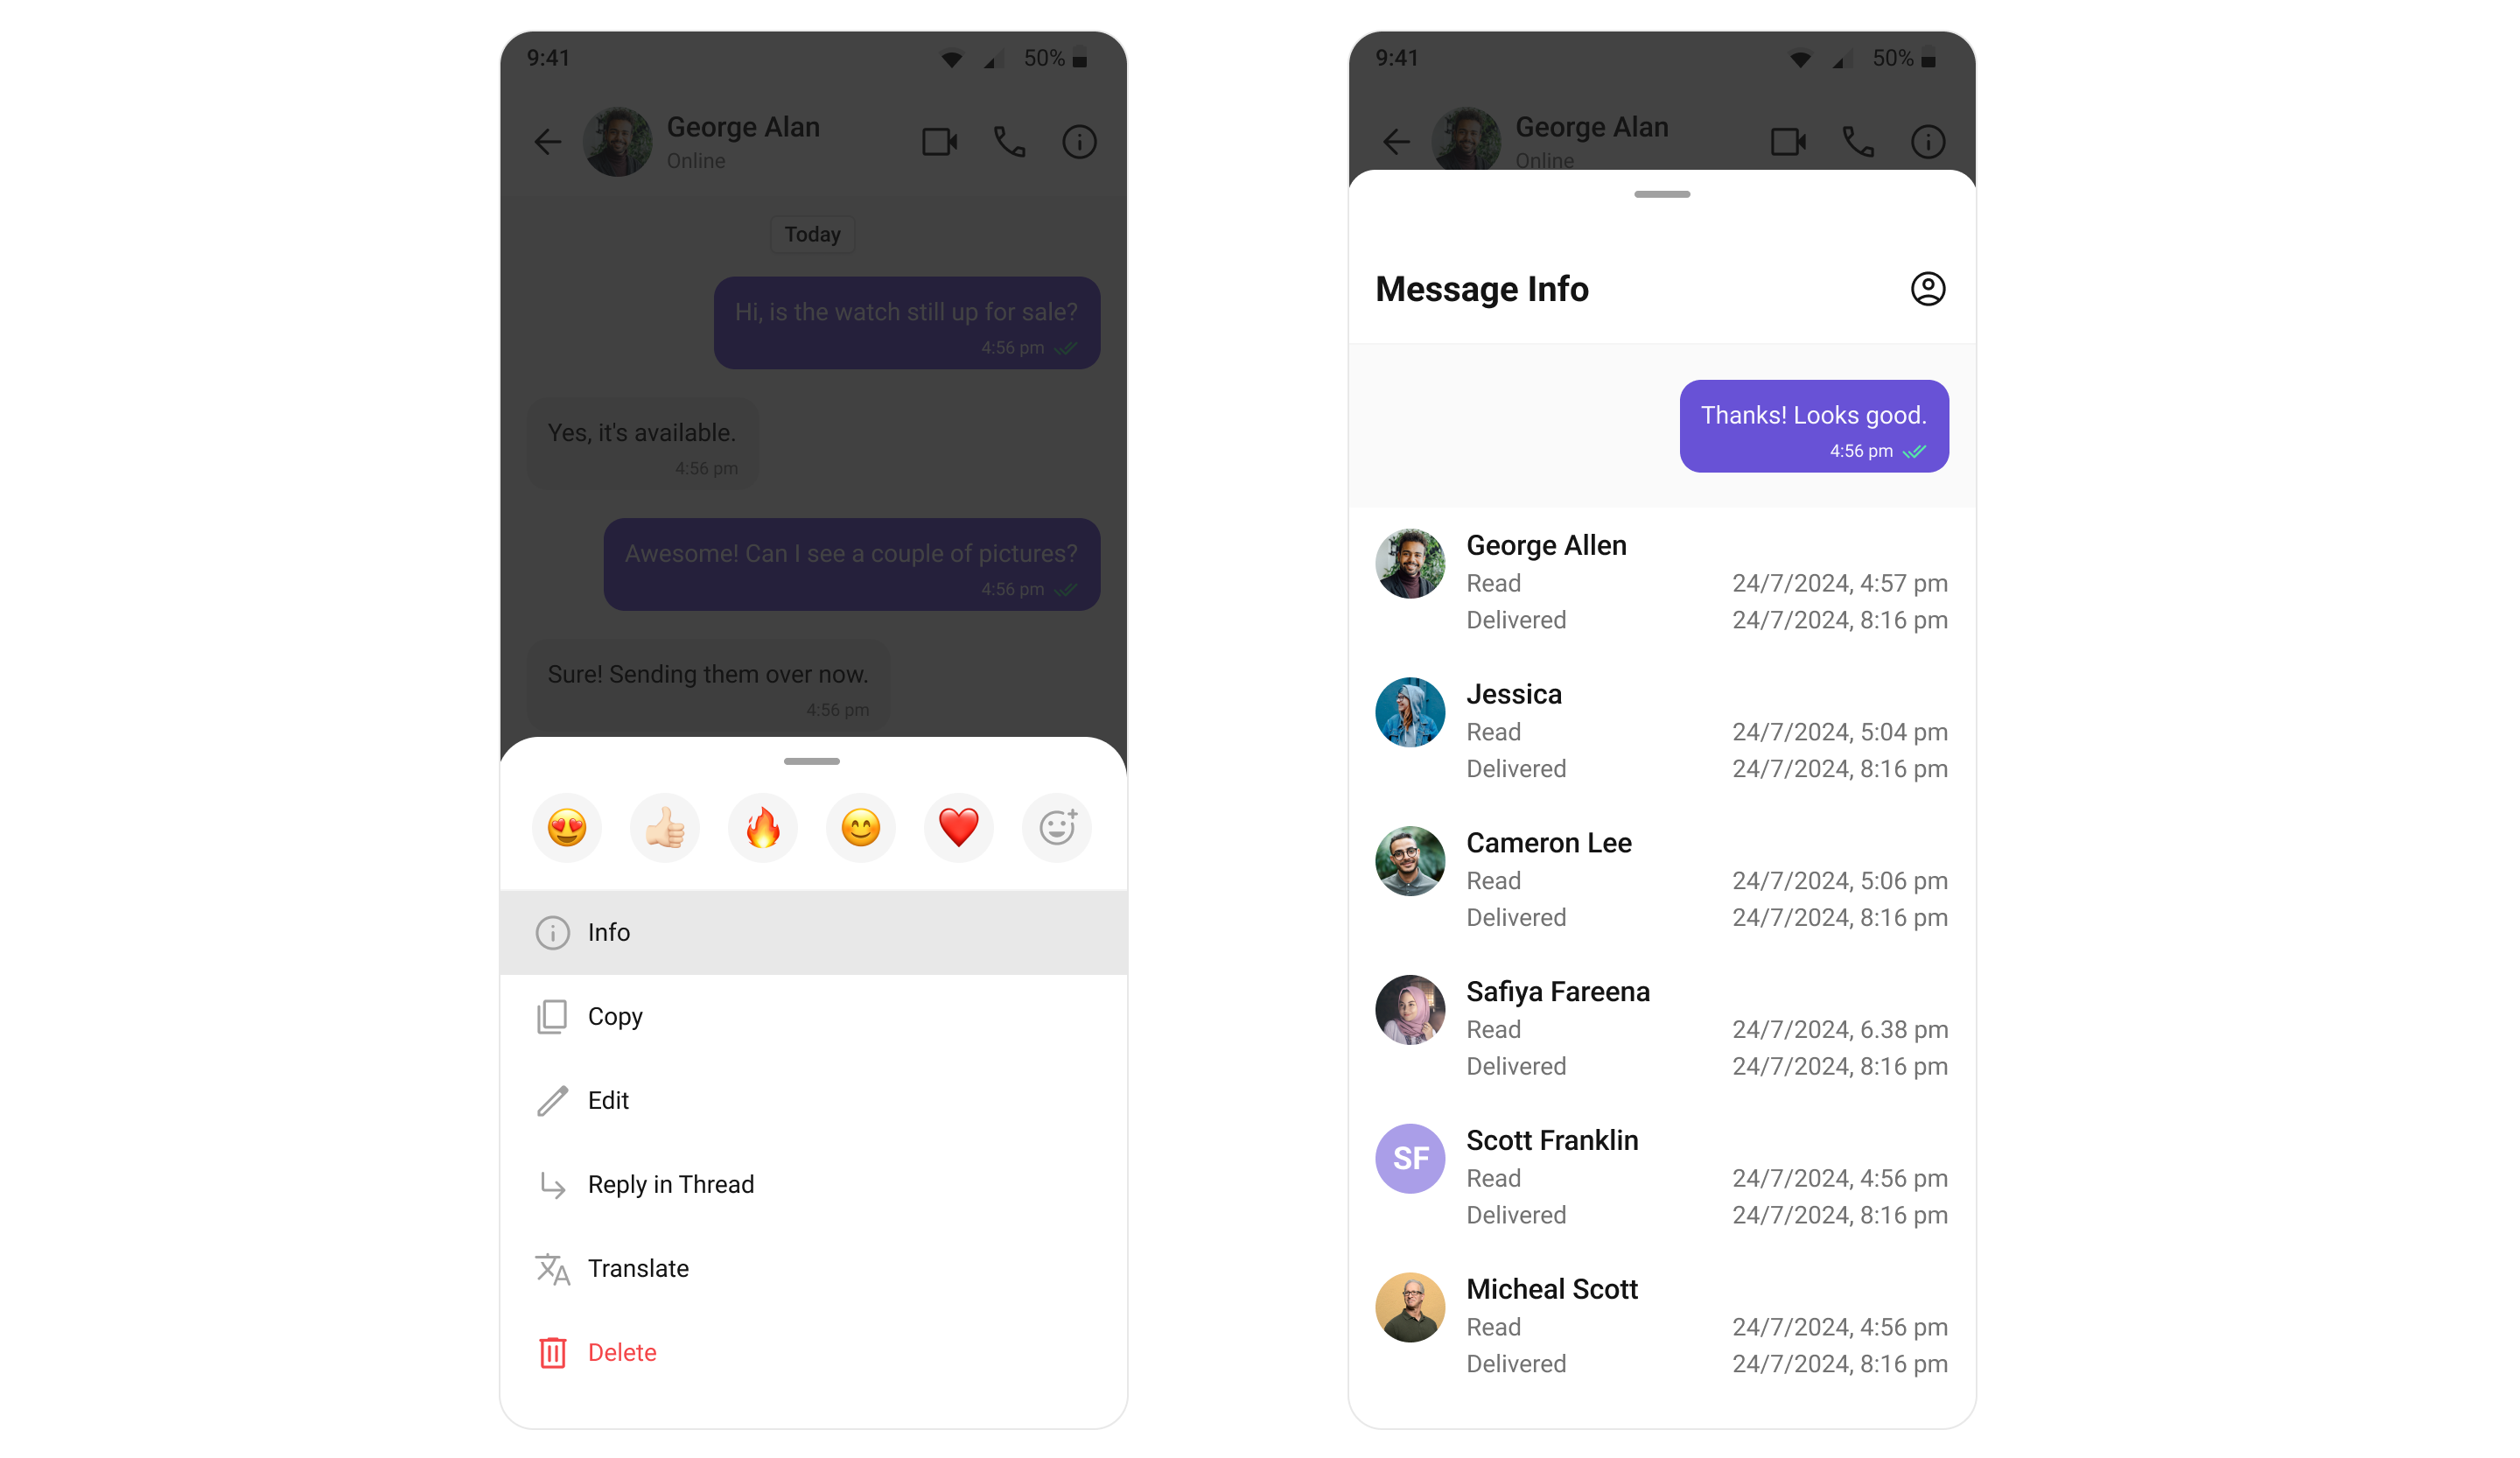 9:41
50%
George Alan
Online
Today
Hi, is the watch still up for sale?
4:56 pm
Yes, it's available.
4:56 pm
Awesome! Can I see a couple of pictures?
4:56 pm
Sure! Sending them over now.
4:56 pm
Info
Copy
Edit
Reply in Thread
Translate
Delete
9:41
50%
George Alan
Online
Message Info
Thanks! Looks good.
4:56 pm
George Allen
Read 24/7/2024, 4:57 pm
Delivered 24/7/2024, 8:16 pm
Jessica
Read 24/7/2024, 5:04 pm
Delivered 24/7/2024, 8:16 pm
Cameron Lee
Read 24/7/2024, 5:06 pm
Delivered 24/7/2024, 8:16 pm
Safiya Fareena
Read 24/7/2024, 6.38 pm
Delivered 24/7/2024, 8:16 pm
SF
Scott Franklin
Read 24/7/2024, 4:56 pm
Delivered 24/7/2024, 8:16 pm
Micheal Scott
Read 24/7/2024, 4:56 pm
Delivered 24/7/2024, 8:16 pm